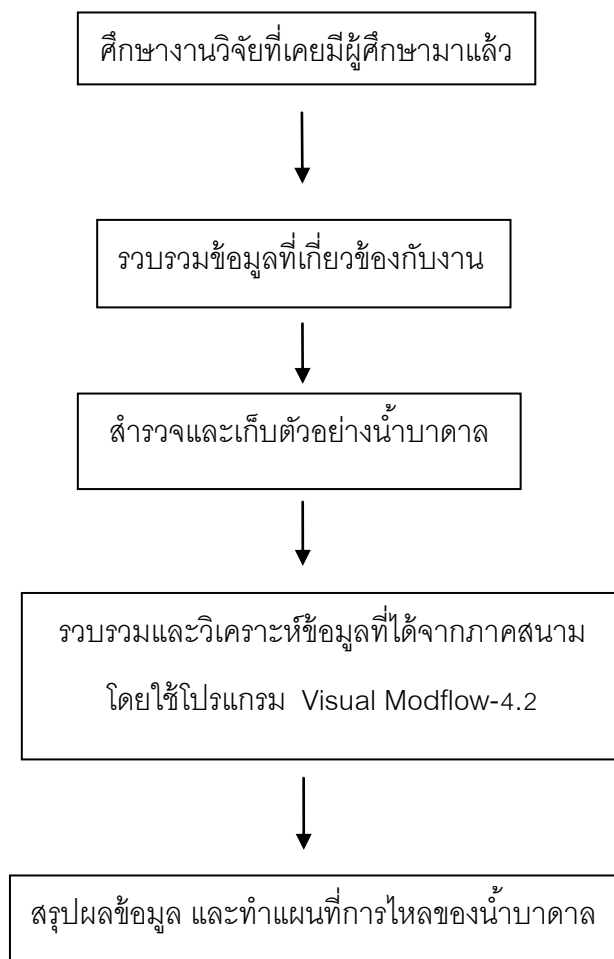 ศึกษางานวิจัยที่เคยมีผู้ศึกษามาแล้ว
รวบรวมข้อมูลที่เกี่ยวข้องกับงาน
สำรวจและเก็บตัวอย่างน้ำบาดาล
รวบรวมและวิเคราะห์ข้อมูลที่ได้จากภาคสนาม
โดยใช้โปรแกรม Visual Modflow-4.2
สรุปผลข้อมูล และทำแผนที่การไหลของน้ำบาดาล